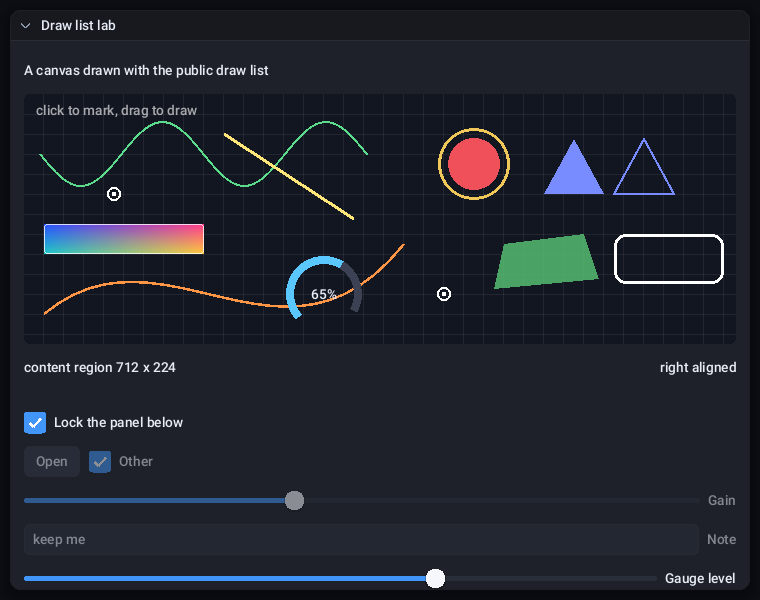 Draw list lab
A canvas drawn with the public draw list
click to mark, drag to draw
65%
content region 712 x 224
right aligned
Lock the panel below
Open
Other
Gain
keep me
Note
Gauge level